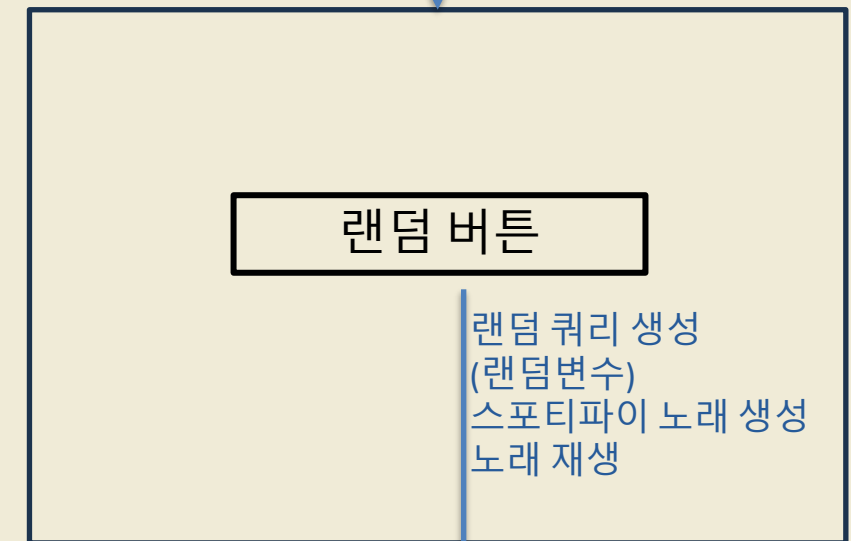 랜덤 버튼
랜덤 쿼리 생성
(랜덤변수)
스포티파이 노래 생성
노래 재생